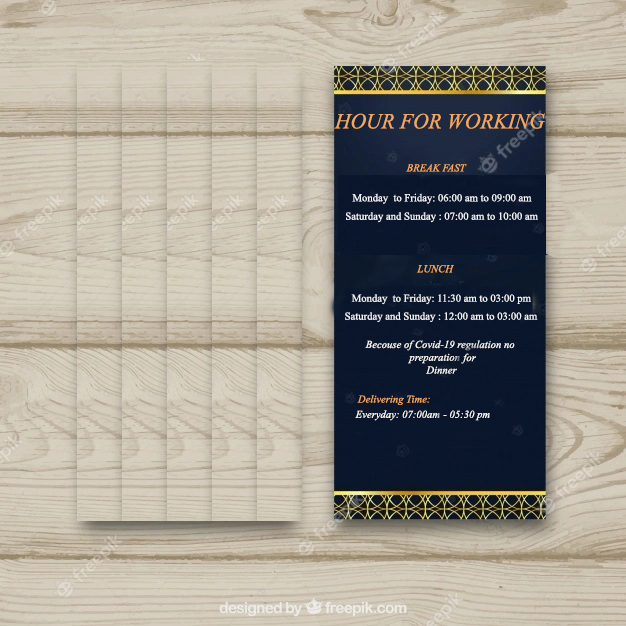 HOUR FOR WORKING
BREAK FAST
Monday to Friday: 06:00 am to 09:00 am
Saturday and Sunday : 07:00 am to 10:00 am
LUNCH
Monday to Friday: 11:30 am to 03:00 pm
Saturday and Sunday : 12:00 am to 03:00 am
Becouse of Covid-19 regulation no
preparation for
Dinner
Delivering Time:
Everyday: 07:00am - 05:30 pm
designed by freepik.com